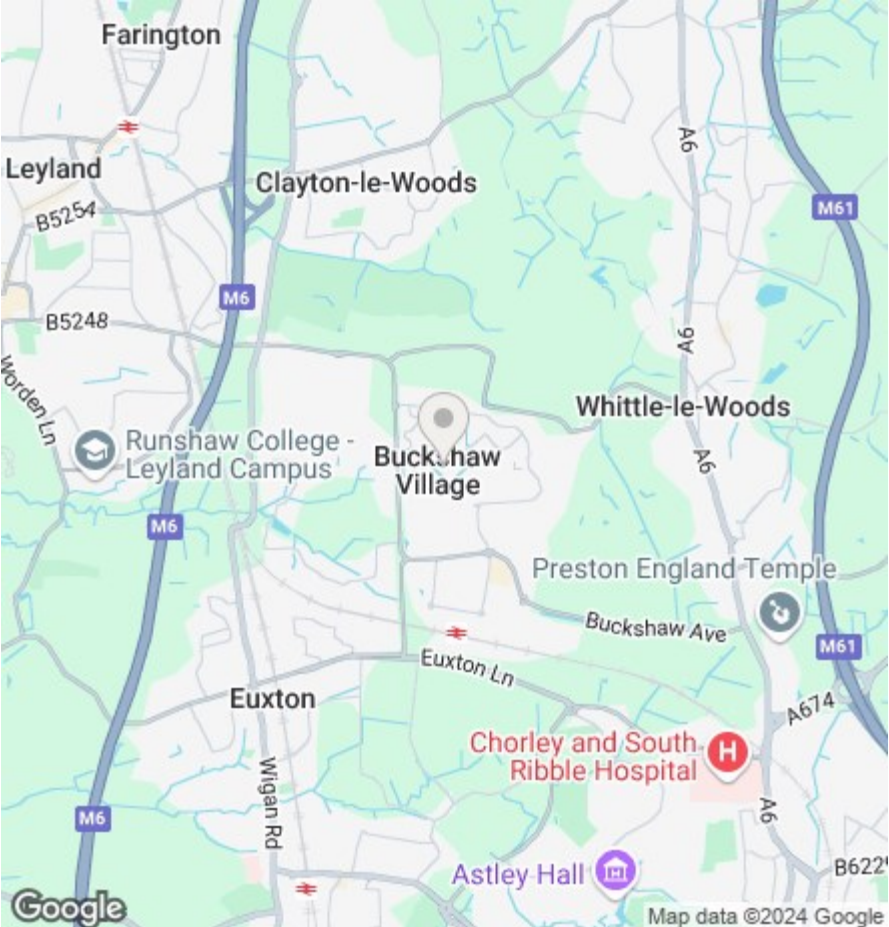 Farington
Leyland
Clayton-le-Woods
A6
B5254
M61
M6
B5248
A6
Worden Ln
Whittle-le-Woods
Runshaw College -
Leyland Campus
Buckshaw
Village
A6
M6
Preston England Temple
Buckshaw Ave
M61
Euxton Ln
Euxton
A674
Chorley and South
Ribble Hospital
H
Wigan Rd
M6
A6
Astley Hall
B622
Google
Map data ©2024 Google